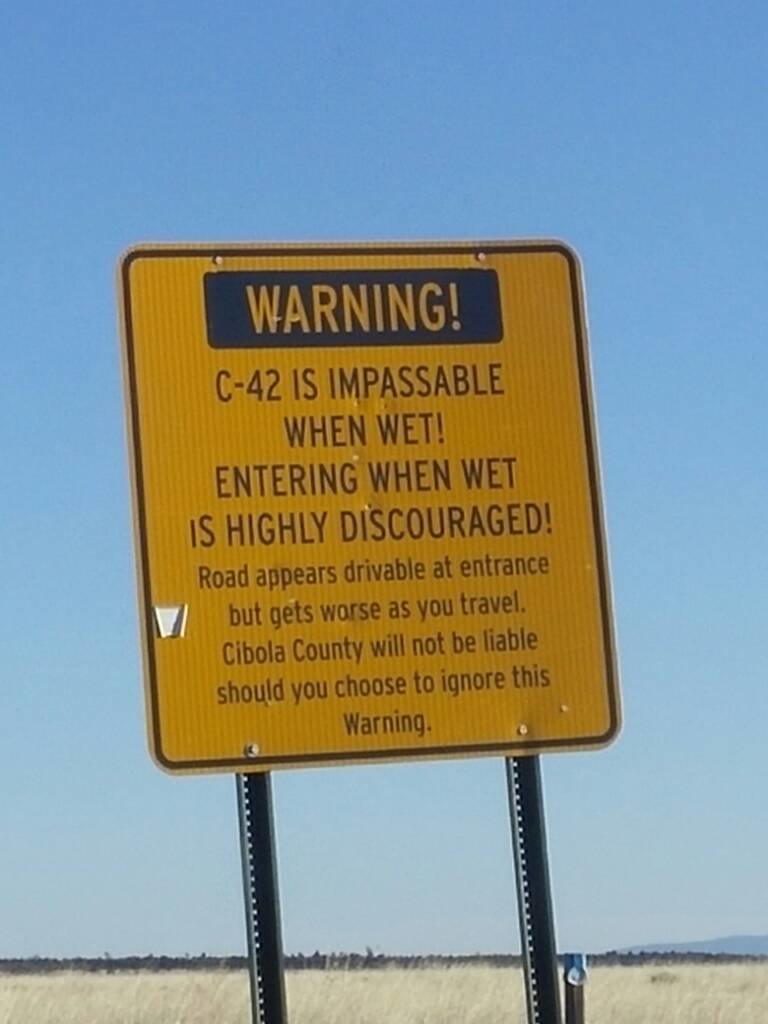 WARNING!
C-42 IS IMPASSABLE
WHEN WET!
ENTERING WHEN WET
IS HIGHLY DISCOURAGED!
Road appears drivable at entrance
but gets worse as you travel.
Cibola County will not be liable
should you choose to ignore this
Warning.